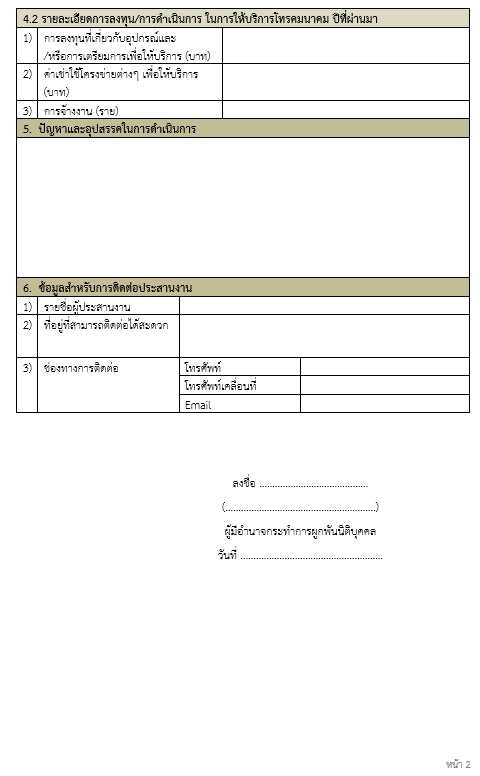 4.2 รายละเอียดการลงทุน/การดำเนินการ ในการให้บริการโทรคมนาคม ปีที่ผ่านมา
1) การลงทุนที่เกี่ยวกับอุปกรณ์และ
/หรือการเตรียมการเพื่อให้บริการ (บาท)
2) ค่าเช่าใช้โครงข่ายต่างๆ เพื่อให้บริการ
(บาท)
3) การจ้างงาน (ราย)
5. ปัญหาและอุปสรรคในการดำเนินการ
6. ข้อมูลสำหรับการติดต่อประสานงาน
1) รายชื่อผู้ประสานงาน
2) ที่อยู่ที่สามารถติดต่อได้สะดวก
3) ช่องทางการติดต่อ โทรศัพท์
โทรศัพท์เคลื่อนที่
Email
ลงชื่อ ............................................
(.............................................................)
ผู้มีอำนาจกระทำการผูกพันนิติบุคคล
วันที่ .........................................................
หน้า 2